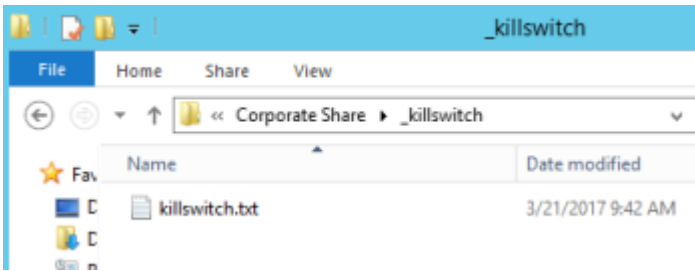 _killswitch
File Home Share View
« Corporate Share ▸ _killswitch
Fav
Name Date modified
D
killswitch.txt 3/21/2017 9:42 AM
D